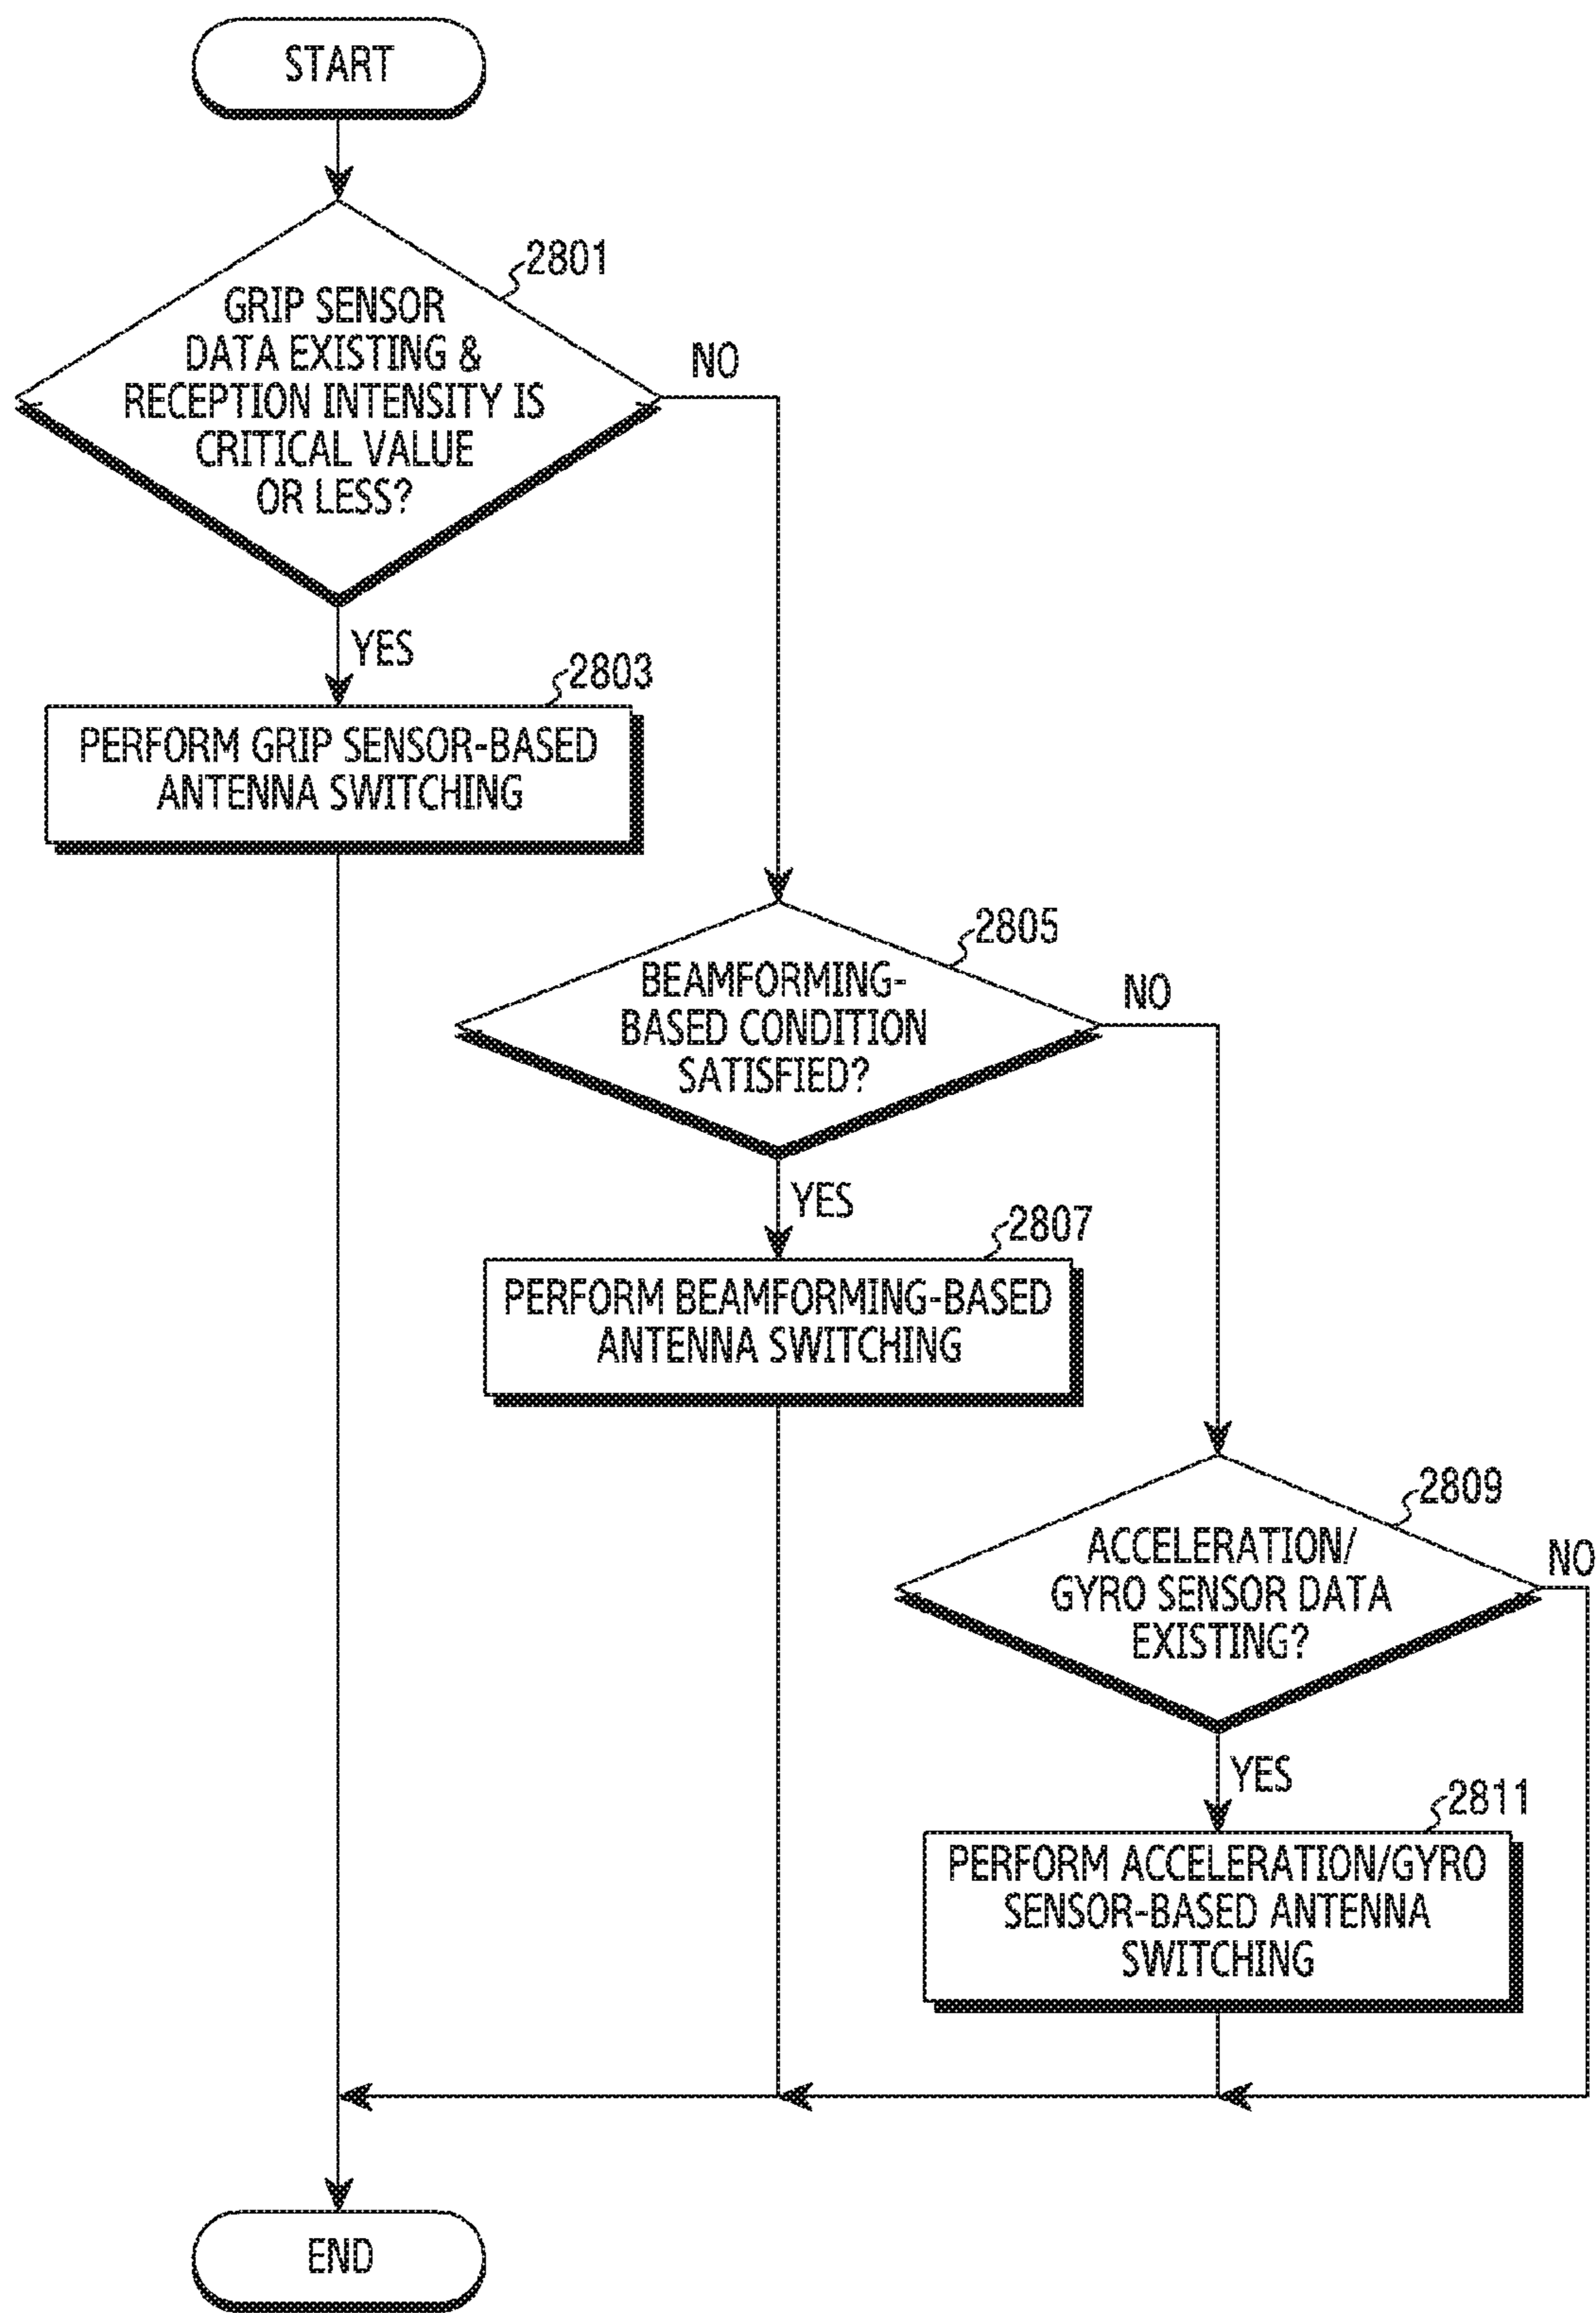 START
2801
GRIP SENSOR
DATA EXISTING &
RECEPTION INTENSITY IS
CRITICAL VALUE
OR LESS?
NO
YES
2803
PERFORM GRIP SENSOR-BASED
ANTENNA SWITCHING
2805
BEAMFORMING-
BASED CONDITION
SATISFIED?
NO
YES
2807
PERFORM BEAMFORMING-BASED
ANTENNA SWITCHING
2809
ACCELERATION/
GYRO SENSOR DATA
EXISTING?
NO
YES
2811
PERFORM ACCELERATION/GYRO
SENSOR-BASED ANTENNA
SWITCHING
END